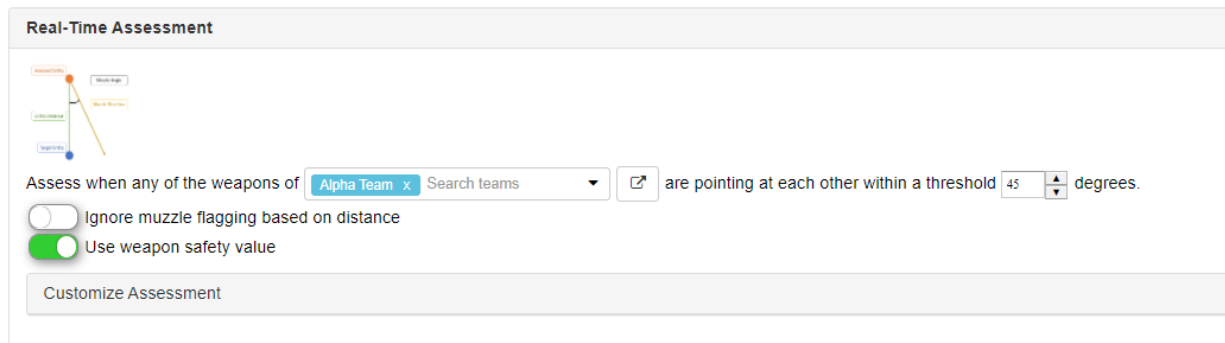 Real-Time Assessment
Assess when any of the weapons of Alpha Team x Search teams are pointing at each other within a threshold 45 degrees.
Ignore muzzle flagging based on distance
Use weapon safety value
Customize Assessment